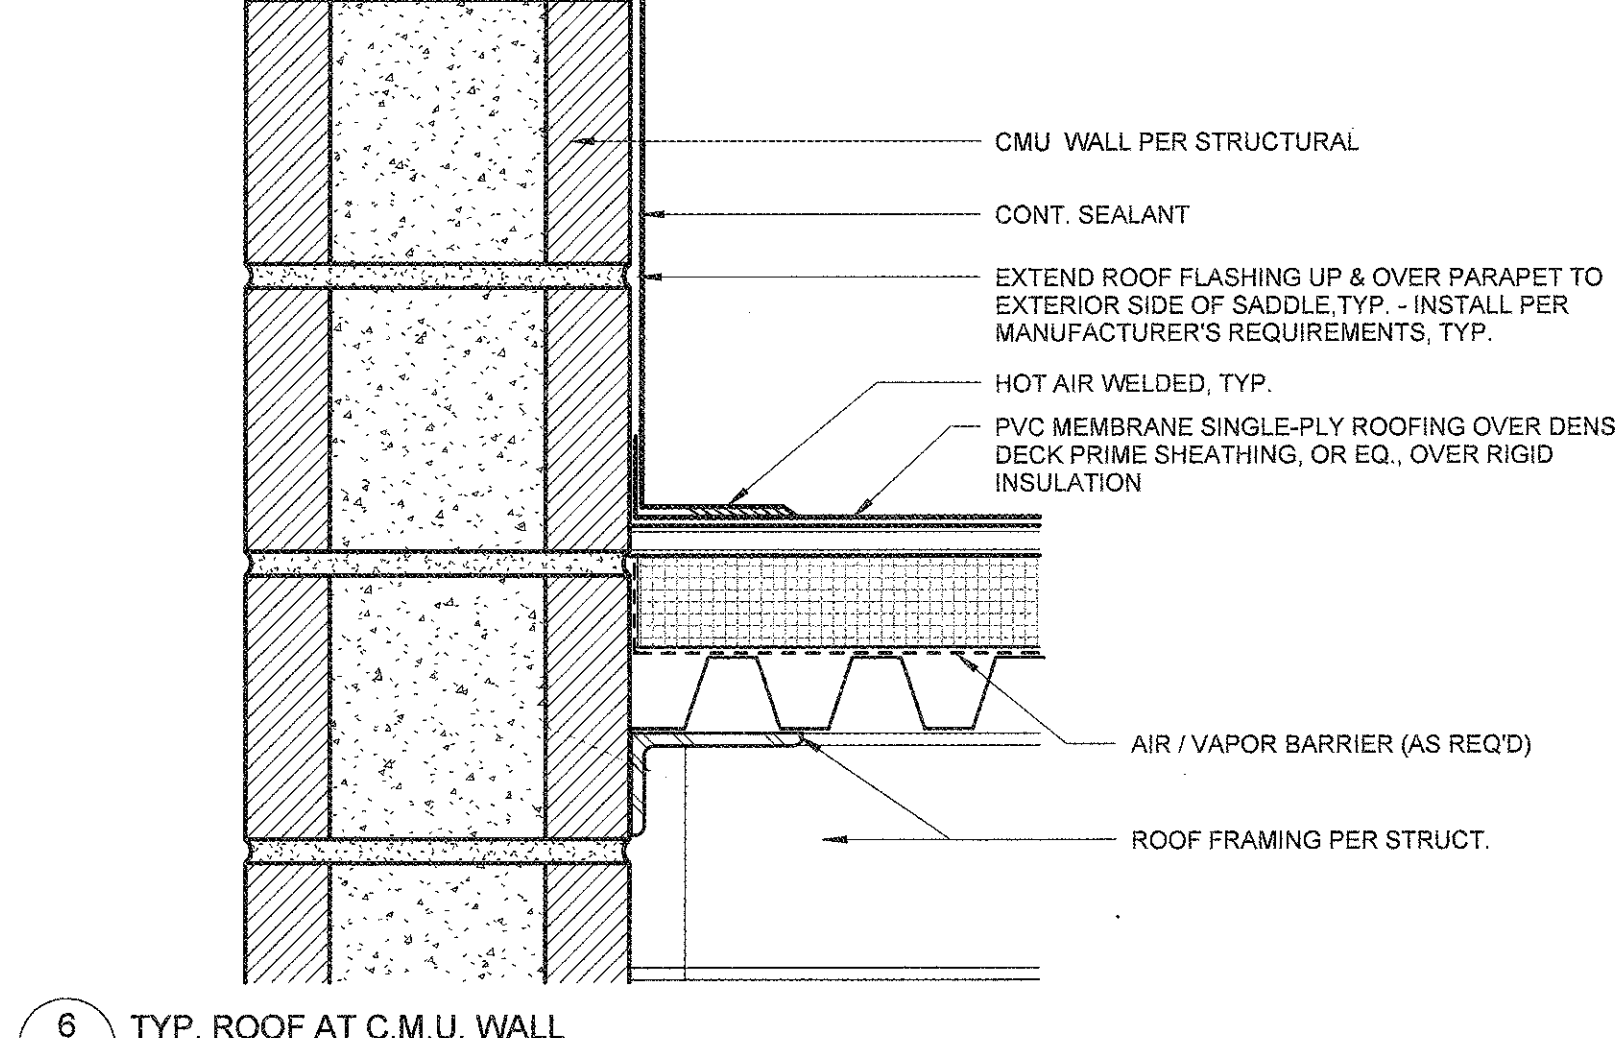 CMU WALL PER STRUCTURAL
CONT. SEALANT
EXTEND ROOF FLASHING UP & OVER PARAPET TO
EXTERIOR SIDE OF SADDLE, TYP. - INSTALL PER
MANUFACTURER'S REQUIREMENTS, TYP.
HOT AIR WELDED, TYP.
PVC MEMBRANE SINGLE-PLY ROOFING OVER DENS
DECK PRIME SHEATHING, OR EQ., OVER RIGID
INSULATION
AIR / VAPOR BARRIER (AS REQ'D)
ROOF FRAMING PER STRUCT.
6 TYP. ROOF AT C.M.U. WALL